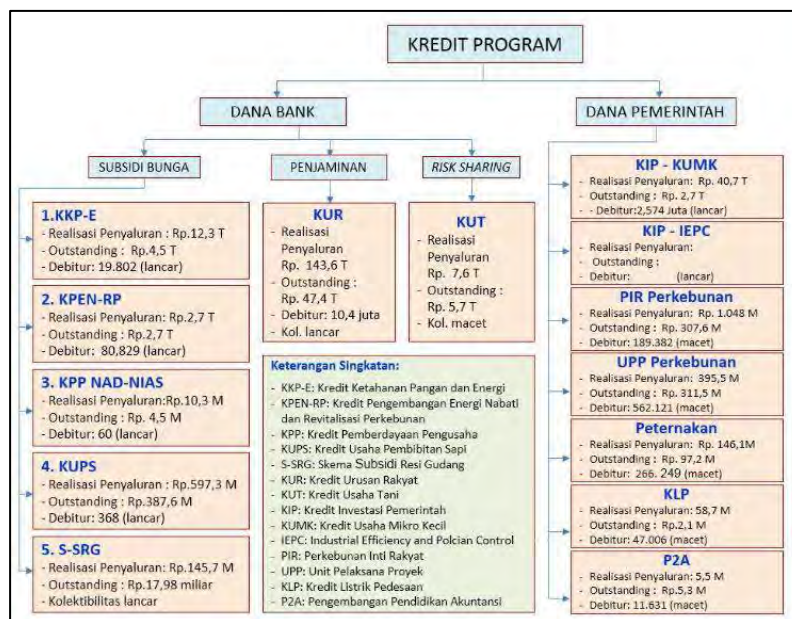 KREDIT PROGRAM
DANA BANK
DANA PEMERINTAH
SUBSIDI BUNGA
PENJAMINAN
RISK SHARING
1.KKP-E
- Realisasi Penyaluran : Rp.12,3 T
- Outstanding : Rp.4,5 T
- Debitur: 19.802 (lancar)
2. KPEN-RP
- Realisasi Penyaluran: Rp.2,7 T
- Outstanding : Rp.2,7 T
- Debitur: 80,829 (lancar)
3. KPP NAD-NIAS
- Realisasi Penyaluran:Rp.10,3 M
- Outstanding : Rp. 4,5 M
- Debitur: 60 (lancar)
4. KUPS
- Realisasi Penyaluran : Rp.597,3 M
- Outstanding : Rp.387,6 M
- Debitur: 368 (lancar)
5. S-SRG
- Realisasi Penyaluran: Rp.145,7 M
- Outstanding : Rp.17,98 miliar
- Kolektibilitas lancar
KUR
- Realisasi
Penyaluran
Rp. 143,6 T
- Outstanding :
Rp. 47,4 T
- Debitur: 10,4 juta
- Kol. lancar
KUT
- Realisasi
Penyaluran
Rp. 7,6 T
- Outstanding :
Rp. 5,7 T
- Kol. macet
Keterangan Singkatan:
- KKP-E: Kredit Ketahanan Pangan dan Energi
- KPEN-RP: Kredit Pengembangan Energi Nabati
dan Revitalisasi Perkebunan
- KPP: Kredit Pemberdayaan Pengusaha
- KUPS: Kredit Usaha Pembibitan Sapi
- S-SRG: Skema Subsidi Resi Gudang
- KUR: Kredit Urusan Rakyat
- KUT: Kredit Usaha Tani
- KIP: Kredit Investasi Pemerintah
- KUMK: Kredit Usaha Mikro Kecil
- IEPC: Industrial Efficiency and Polcian Control
- PIR: Perkebunan Inti Rakyat
- UPP: Unit Pelaksana Proyek
- KLP: Kredit Listrik Pedesaan
- P2A: Pengembangan Pendidikan Akuntansi
KIP - KUMK
- Realisasi Penyaluran: Rp. 40,7 T
- Outstanding : Rp. 2,7 T
- - Debitur:2,574 Juta (lancar)
KIP - IEPC
- Realisasi Penyaluran:
- Outstanding :
- Debitur: (lancar)
PIR Perkebunan
- Realisasi Penyaluran: Rp. 1.048 M
- Outstanding : Rp. 307,6 M
- Debitur: 189.382 (macet)
UPP Perkebunan
- Realisasi Penyaluran: 395,5 M
- Outstanding : Rp. 311,5 M
- Debitur: 562.121 (macet)
Peternakan
- Realisasi Penyaluran: Rp. 146,1M
- Outstanding : Rp. 97,2 M
- Debitur: 266. 249 (macet)
KLP
- Realisasi Penyaluran: 58,7 M
- Outstanding : Rp.2,1 M
- Debitur: 47.006 (macet)
P2A
- Realisasi Penyaluran: 5,5 M
- Outstanding : Rp.5,3 M
- Debitur: 11.631 (macet)